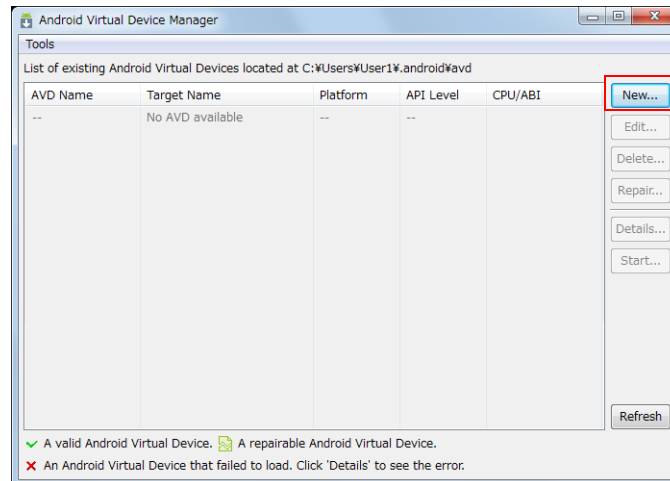 Android Virtual Device Manager
Tools
List of existing Android Virtual Devices located at C:¥Users¥User1¥.android¥avd
AVD Name Target Name Platform API Level CPU/ABI New...
-- No AVD available -- --
Edit...
Delete...
Repair...
Details...
Start...
Refresh
A valid Android Virtual Device. A repairable Android Virtual Device.
An Android Virtual Device that failed to load. Click 'Details' to see the error.